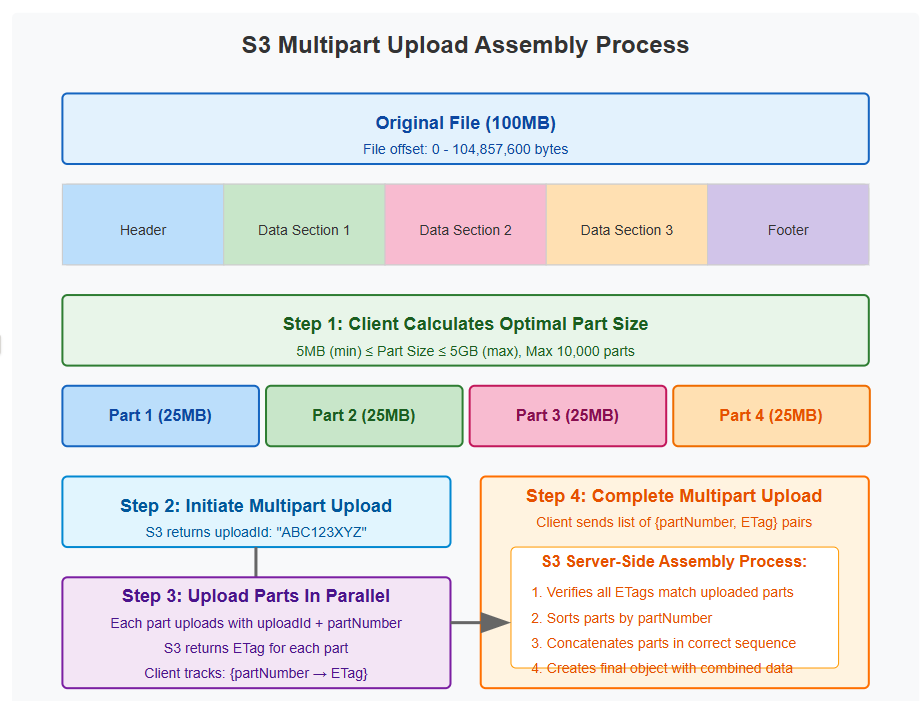 S3 Multipart Upload Assembly Process
Original File (100MB)
File offset: 0 - 104,857,600 bytes
Header
Data Section 1
Data Section 2
Data Section 3
Footer
Step 1: Client Calculates Optimal Part Size
5MB (min) ≤ Part Size ≤ 5GB (max), Max 10,000 parts
Part 1 (25MB)
Part 2 (25MB)
Part 3 (25MB)
Part 4 (25MB)
Step 2: Initiate Multipart Upload
S3 returns uploadId: "ABC123XYZ"
Step 3: Upload Parts In Parallel
Each part uploads with uploadId + partNumber
S3 returns ETag for each part
Client tracks: {partNumber → ETag}
Step 4: Complete Multipart Upload
Client sends list of {partNumber, ETag} pairs
S3 Server-Side Assembly Process:
1. Verifies all ETags match uploaded parts
2. Sorts parts by partNumber
3. Concatenates parts in correct sequence
4. Creates final object with combined data